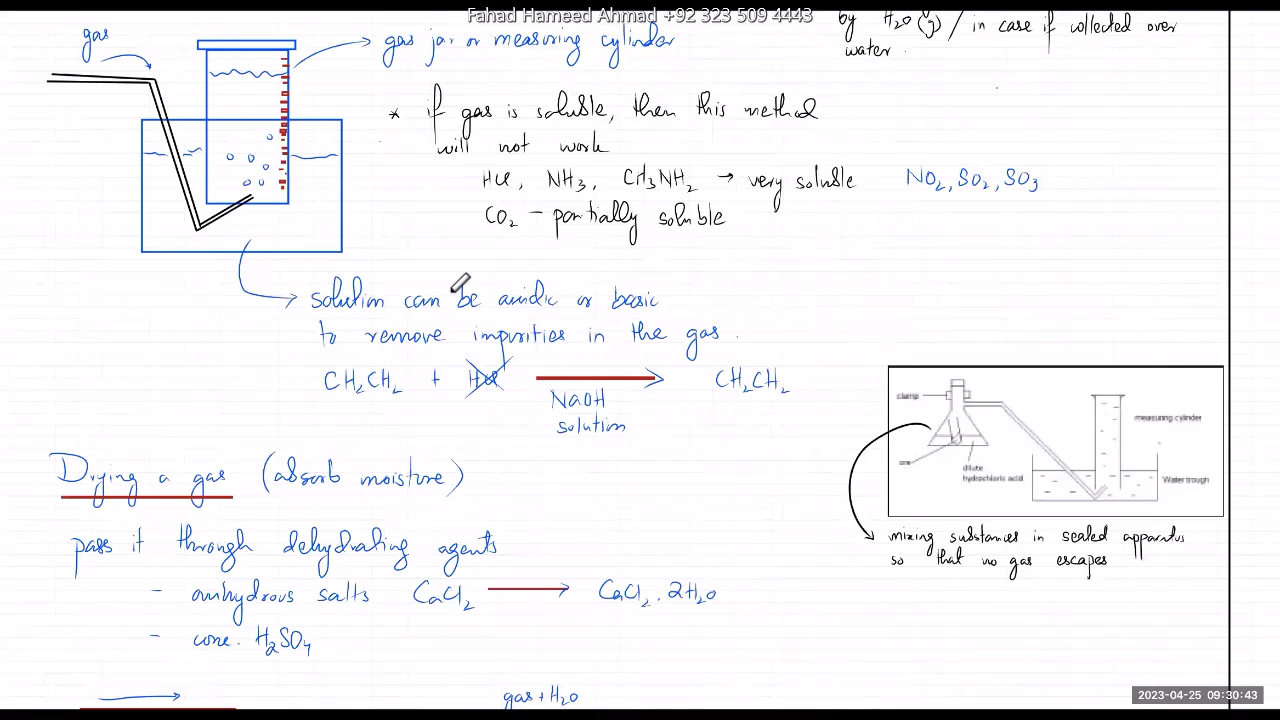 Fahad Hameed Ahmad +92 323 509 4443
by H₂O(g) / in case if collected over
water.
gas
gas jar or measuring cylinder
* if gas is soluble, then this method
will not work
HCl, NH₃, CH₃NH₂ → very soluble NO₂, SO₂, SO₃
CO₂ – partially soluble
solution can be acidic or basic
to remove impurities in the gas.
CH₂CH₂ + HCl → CH₂CH₂
NaOH
solution
clamp
measuring cylinder
ore
dilute
hydrochloric acid
Water trough
mixing substances in sealed apparatus
so that no gas escapes
Drying a gas (absorb moisture)
pass it through dehydrating agents
- anhydrous salts CaCl₂ → CaCl₂.2H₂O
- conc. H₂SO₄
gas + H₂O
2023-04-25 09:30:43